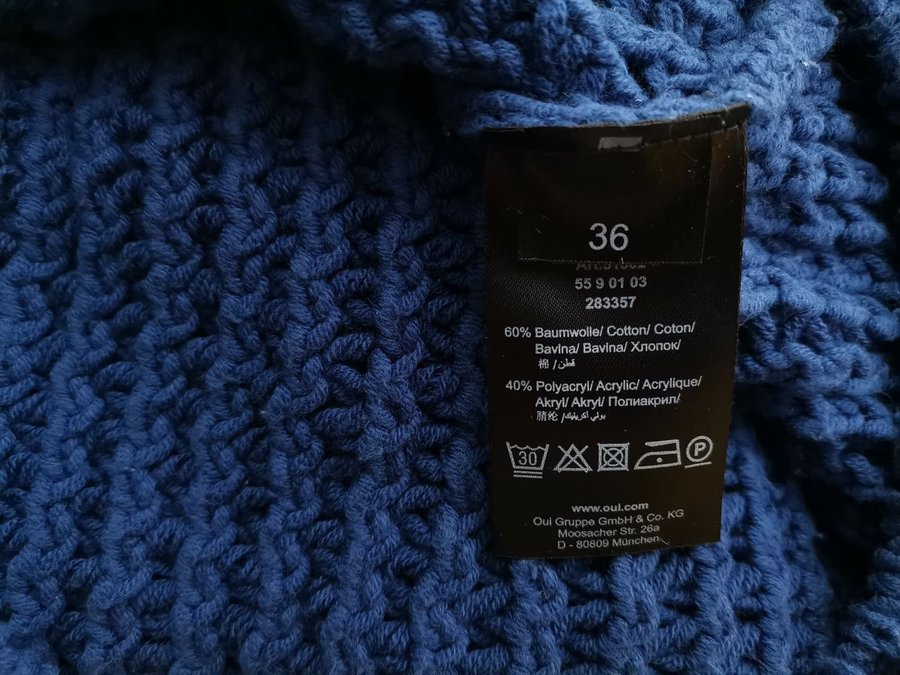 36
55 9 01 03
283357
60% Baumwolle/ Cotton/ Coton/
Bavlna/ Bavlna/ Хлопок/
棉 /قطن/
40% Polyacryl/ Acrylic/ Acrylique/
Akryl/ Akryl/ Полиакрил/
腈纶/بولي اكريليك/
30
P
www.oui.com
Oui Gruppe GmbH & Co. KG
Moosacher Str. 26a
D - 80809 München